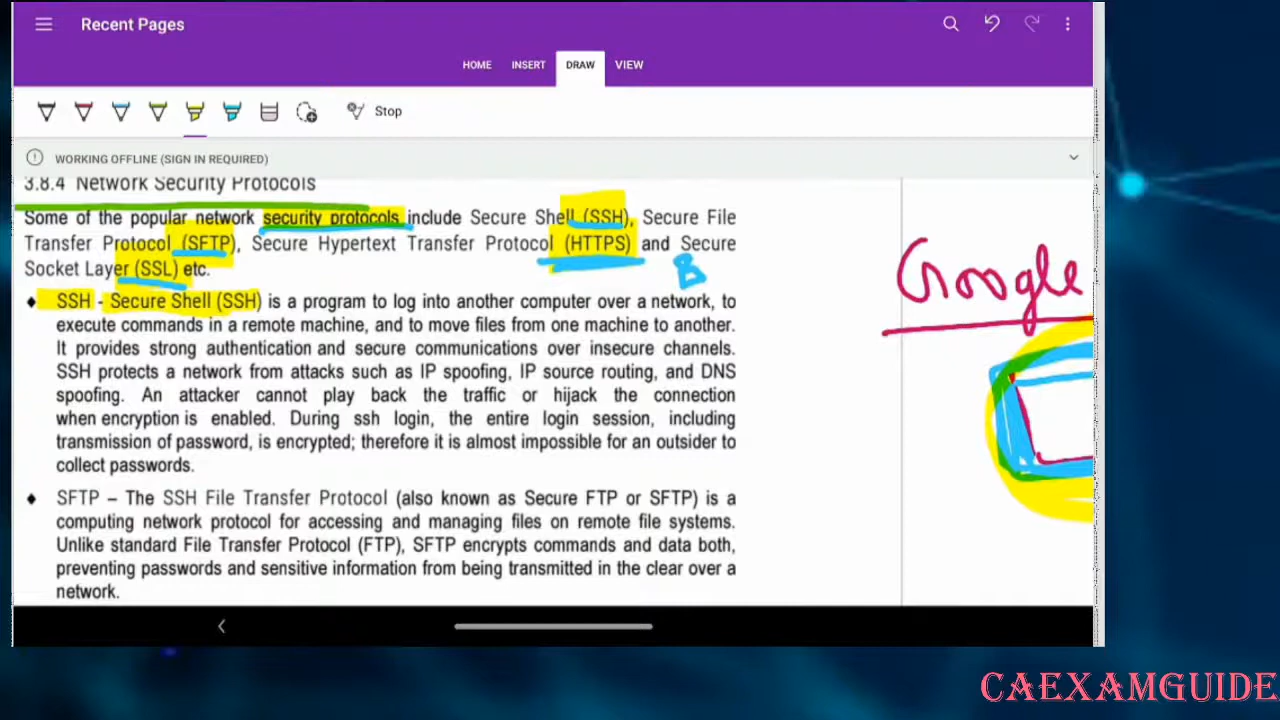 Recent Pages
HOME INSERT DRAW VIEW
Stop
WORKING OFFLINE (SIGN IN REQUIRED)
3.8.4 Network Security Protocols
Some of the popular network security protocols include Secure Shell (SSH), Secure File
Transfer Protocol (SFTP), Secure Hypertext Transfer Protocol (HTTPS) and Secure
Socket Layer (SSL) etc.
B
Google
♦ SSH - Secure Shell (SSH) is a program to log into another computer over a network, to
execute commands in a remote machine, and to move files from one machine to another.
It provides strong authentication and secure communications over insecure channels.
SSH protects a network from attacks such as IP spoofing, IP source routing, and DNS
spoofing. An attacker cannot play back the traffic or hijack the connection
when encryption is enabled. During ssh login, the entire login session, including
transmission of password, is encrypted; therefore it is almost impossible for an outsider to
collect passwords.
♦ SFTP – The SSH File Transfer Protocol (also known as Secure FTP or SFTP) is a
computing network protocol for accessing and managing files on remote file systems.
Unlike standard File Transfer Protocol (FTP), SFTP encrypts commands and data both,
preventing passwords and sensitive information from being transmitted in the clear over a
network.
CAEXAMGUIDE